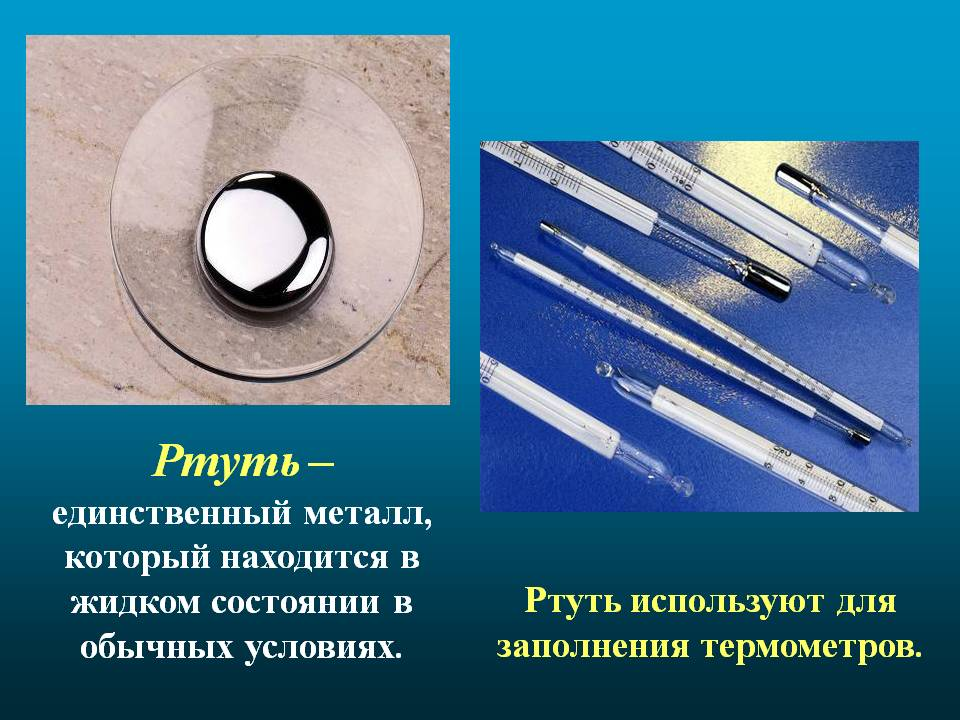 Ртуть –
единственный металл,
который находится в
жидком состоянии в
обычных условиях.
Ртуть используют для
заполнения термометров.